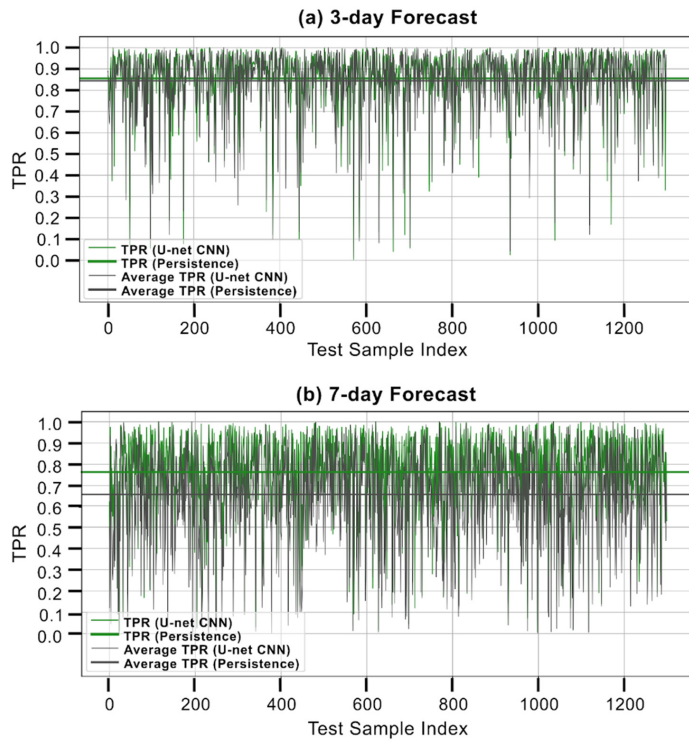 (a) 3-day Forecast
1.0
0.9
0.8
0.7
0.6
0.5
0.4
0.3
0.2
0.1
0.0
TPR
TPR (U-net CNN)
TPR (Persistence)
Average TPR (U-net CNN)
Average TPR (Persistence)
0 200 400 600 800 1000 1200
Test Sample Index
(b) 7-day Forecast
1.0
0.9
0.8
0.7
0.6
0.5
0.4
0.3
0.2
0.1
0.0
TPR
TPR (U-net CNN)
TPR (Persistence)
Average TPR (U-net CNN)
Average TPR (Persistence)
0 200 400 600 800 1000 1200
Test Sample Index